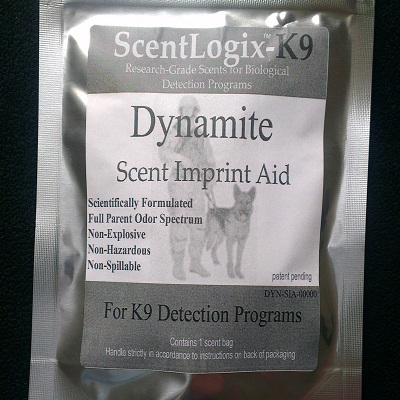 ScentLogix™-K9
Research-Grade Scents for Biological
Detection Programs
Dynamite
Scent Imprint Aid
Scientifically Formulated
Full Parent Odor Spectrum
Non-Explosive
Non-Hazardous
Non-Spillable
patent pending
DYN-SIA-00000
For K9 Detection Programs
Contains 1 scent bag
Handle strictly in accordance to instructions on back of packaging